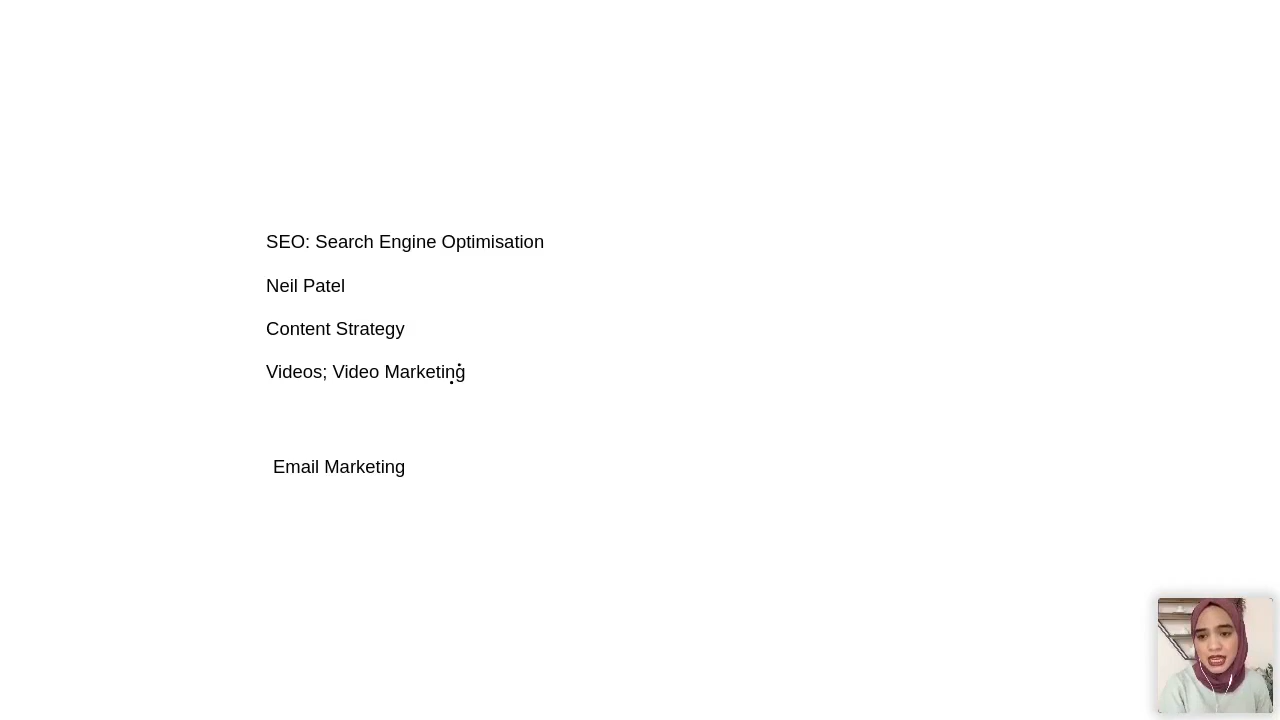 SEO: Search Engine Optimisation
Neil Patel
Content Strategy
Videos; Video Marketing
Email Marketing